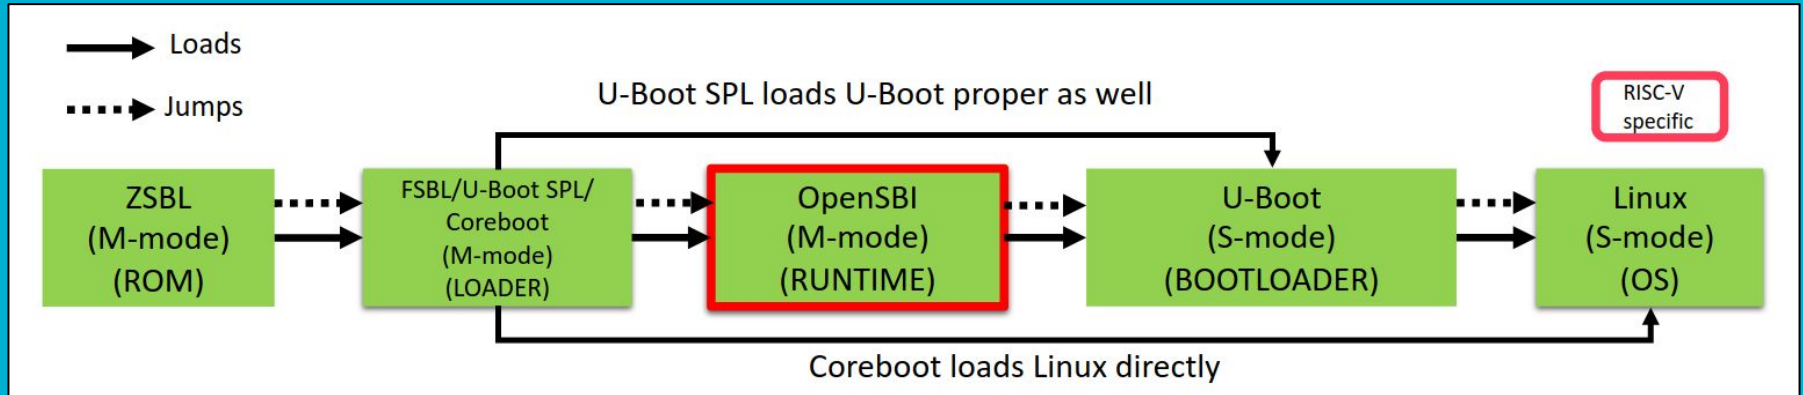 Loads
Jumps
U-Boot SPL loads U-Boot proper as well
RISC-V
specific
ZSBL
(M-mode)
(ROM)
FSBL/U-Boot SPL/
Coreboot
(M-mode)
(LOADER)
OpenSBI
(M-mode)
(RUNTIME)
U-Boot
(S-mode)
(BOOTLOADER)
Linux
(S-mode)
(OS)
Coreboot loads Linux directly